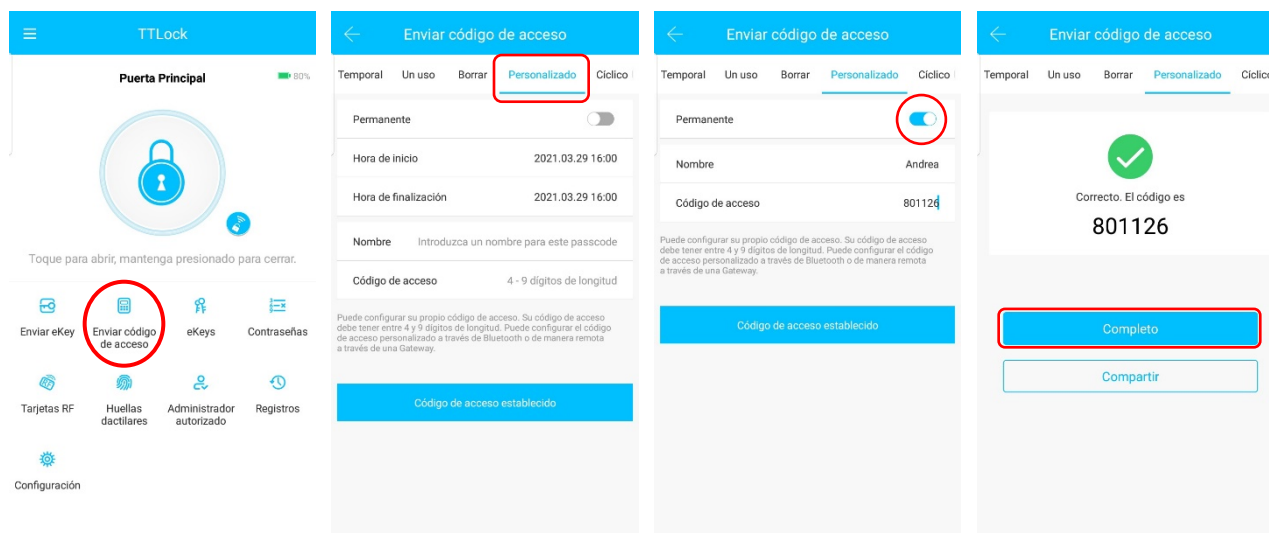 TTLock
Puerta Principal
80%
Toque para abrir, mantenga presionado para cerrar.
Enviar eKey
Enviar código
de acceso
eKeys
Contraseñas
Tarjetas RF
Huellas
dactilares
Administrador
autorizado
Registros
Configuración
Enviar código de acceso
Temporal Un uso Borrar Personalizado Cíclico
Permanente
Hora de inicio 2021.03.29 16:00
Hora de finalización 2021.03.29 16:00
Nombre Introduzca un nombre para este passcode
Código de acceso 4 - 9 dígitos de longitud
Puede configurar su propio código de acceso. Su código de acceso
debe tener entre 4 y 9 dígitos de longitud. Puede configurar el código
de acceso personalizado a través de Bluetooth o de manera remota
a través de una Gateway.
Código de acceso establecido
Enviar código de acceso
Temporal Un uso Borrar Personalizado Cíclico
Permanente
Nombre Andrea
Código de acceso 801126
Puede configurar su propio código de acceso. Su código de acceso
debe tener entre 4 y 9 dígitos de longitud. Puede configurar el código
de acceso personalizado a través de Bluetooth o de manera remota
a través de una Gateway.
Código de acceso establecido
Enviar código de acceso
Temporal Un uso Borrar Personalizado Cíclico
Correcto. El código es
801126
Completo
Compartir